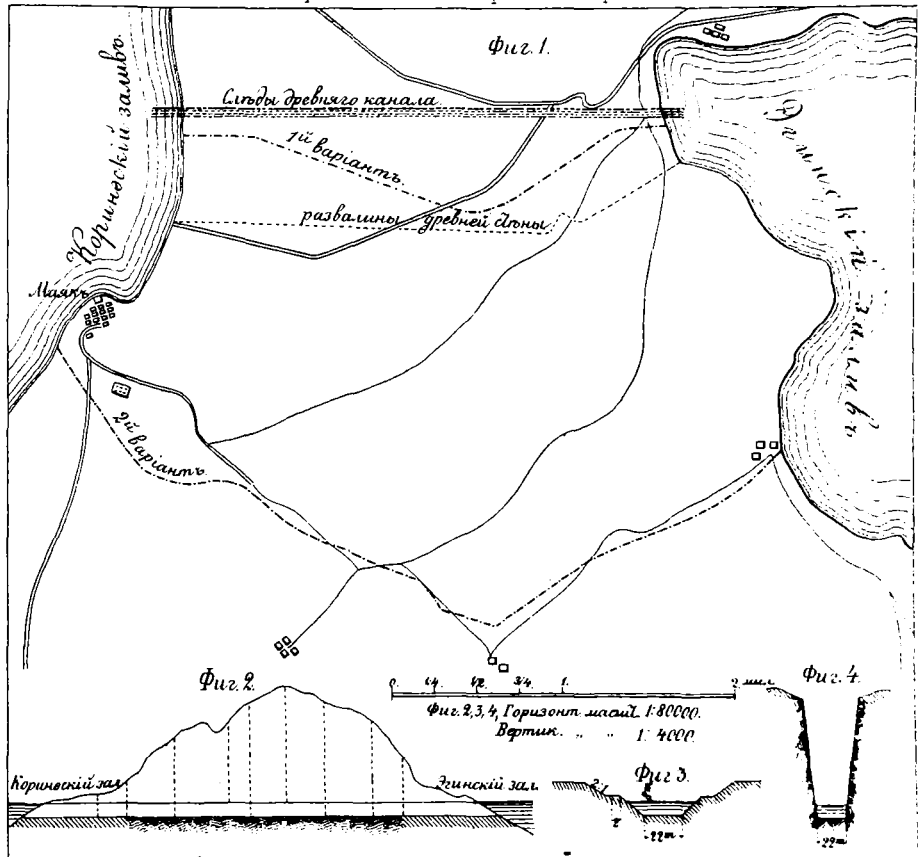 Фиг. 1.
Коринѳскій заливъ.
Эгинскій заливъ.
Слѣды древняго канала.
1й варіантъ.
развалины древней стѣны
Маякъ
2й варіантъ.
Фиг. 2.
0. 1/4. 1/2. 3/4. 1. 2 мил.
Фиг. 2, 3, 4, Горизонт. масшт. 1:80000.
Вертик. „ „ 1:4000.
Фиг. 4.
Коринѳскій зал.
Эгинскій зал.
Фиг 3.
22m
22m